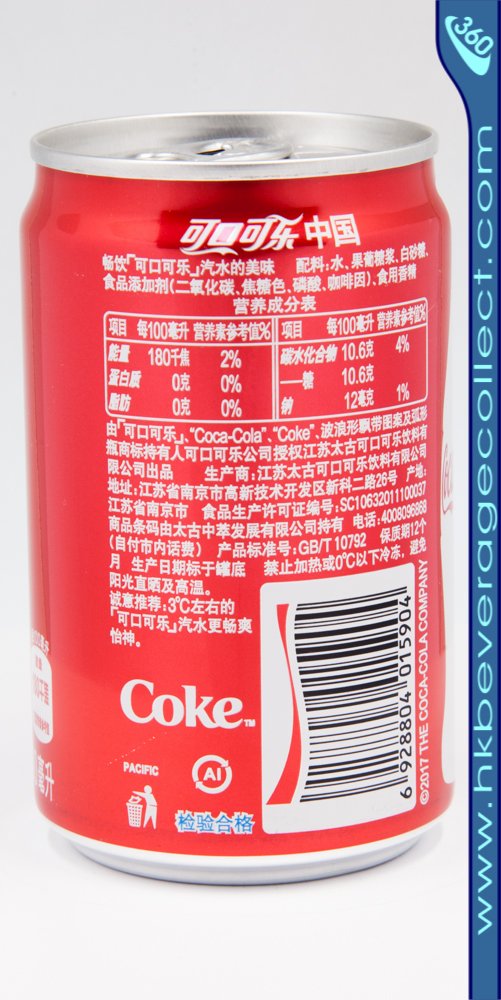 360
www.hkbeveragecollect.com
可口可乐 中国
畅饮「可口可乐」汽水的美味 配料:水、果葡糖浆、白砂糖、
食品添加剂(二氧化碳、焦糖色、磷酸、咖啡因)、食用香精
营养成分表
项目 每100毫升 营养素参考值% 项目 每100毫升 营养素参考值%
能量 180千焦 2% 碳水化合物 10.6克 4%
蛋白质 0克 0% —糖 10.6克
脂肪 0克 0% 钠 12毫克 1%
由「可口可乐」、“Coca-Cola”、“Coke”、波浪形飘带图案及弧形
瓶商标持有人可口可乐公司授权江苏太古可口可乐饮料有
限公司出品 生产商:江苏太古可口可乐饮料有限公司
地址:江苏省南京市高新技术开发区新科二路26号 产地:
江苏省南京市 食品生产许可证编号:SC10632011100037
商品条码由太古中萃发展有限公司持有 电话:4008096868
(自付市内话费) 产品标准号:GB/T 10792 保质期12个
月 生产日期标于罐底 禁止加热或0℃以下冷冻,避免
阳光直晒及高温。
诚意推荐:3℃左右的
「可口可乐」汽水更畅爽
怡神。
Coke™
PACIFIC
Al
检验合格
6 928804 015904
©2017 THE COCA-COLA COMPANY
毫升